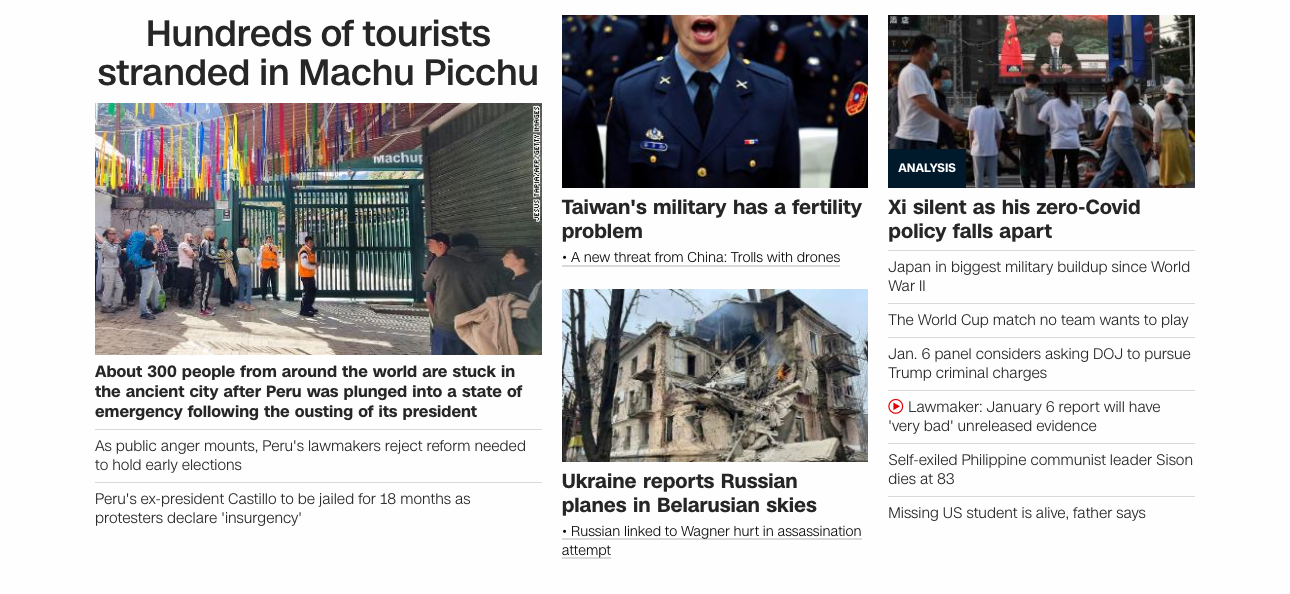 Hundreds of tourists
stranded in Machu Picchu
Machup
JESUS TAPIA/AFP/GETTY IMAGES
About 300 people from around the world are stuck in
the ancient city after Peru was plunged into a state of
emergency following the ousting of its president
As public anger mounts, Peru's lawmakers reject reform needed
to hold early elections
Peru's ex-president Castillo to be jailed for 18 months as
protesters declare 'insurgency'
Taiwan's military has a fertility
problem
• A new threat from China: Trolls with drones
Ukraine reports Russian
planes in Belarusian skies
• Russian linked to Wagner hurt in assassination
attempt
酒店
ANALYSIS
Xi silent as his zero-Covid
policy falls apart
Japan in biggest military buildup since World
War II
The World Cup match no team wants to play
Jan. 6 panel considers asking DOJ to pursue
Trump criminal charges
Lawmaker: January 6 report will have
'very bad' unreleased evidence
Self-exiled Philippine communist leader Sison
dies at 83
Missing US student is alive, father says